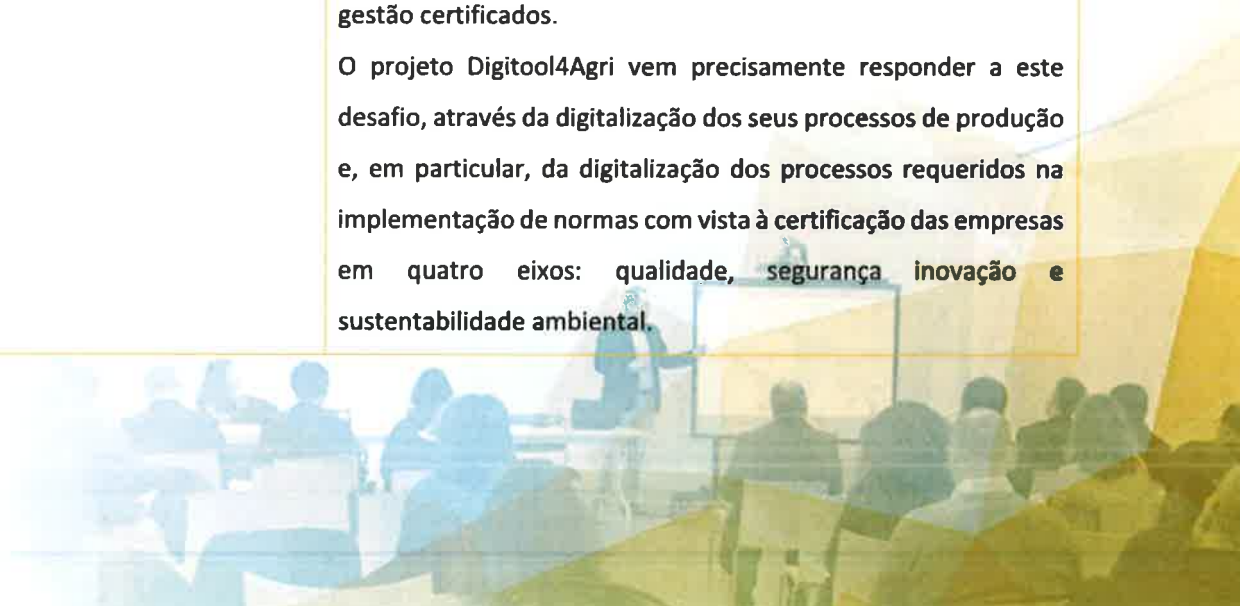 gestão certificados.
O projeto Digitool4Agri vem precisamente responder a este
desafio, através da digitalização dos seus processos de produção
e, em particular, da digitalização dos processos requeridos na
implementação de normas com vista à certificação das empresas
em quatro eixos: qualidade, segurança inovação e
sustentabilidade ambiental.